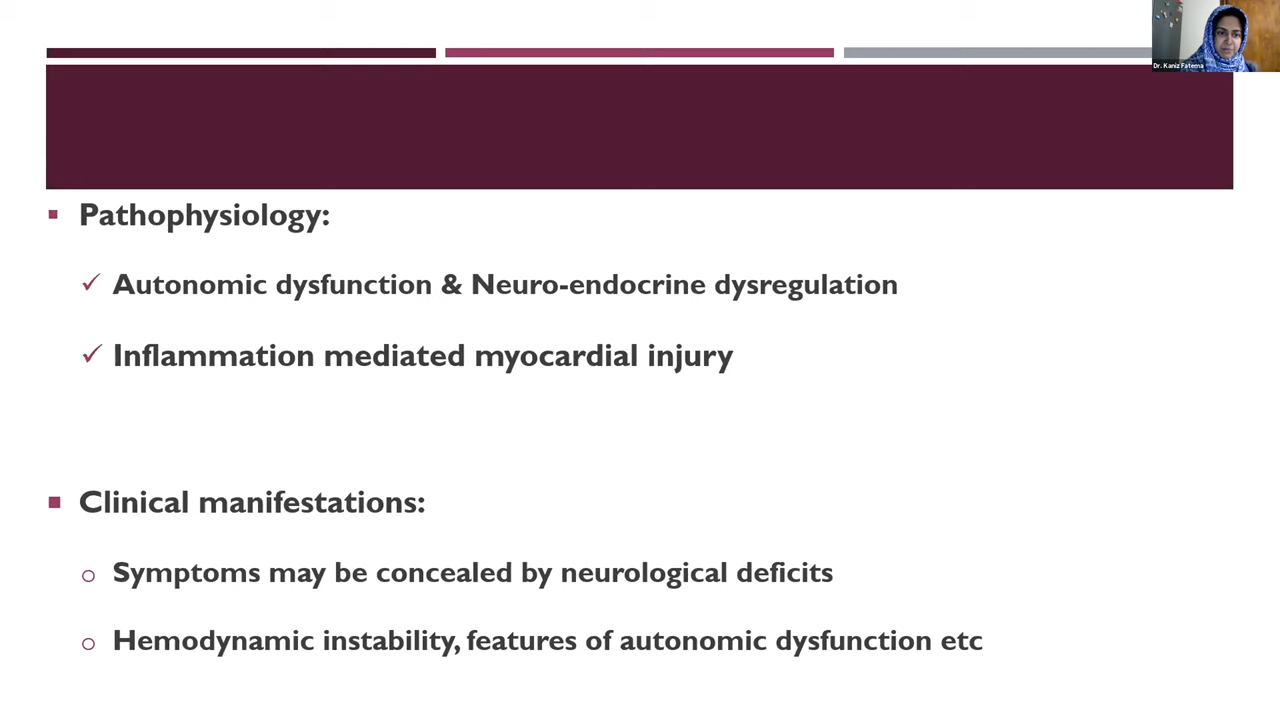 Dr. Kaniz Fatema
Pathophysiology:
Autonomic dysfunction & Neuro-endocrine dysregulation
Inflammation mediated myocardial injury
Clinical manifestations:
Symptoms may be concealed by neurological deficits
Hemodynamic instability, features of autonomic dysfunction etc